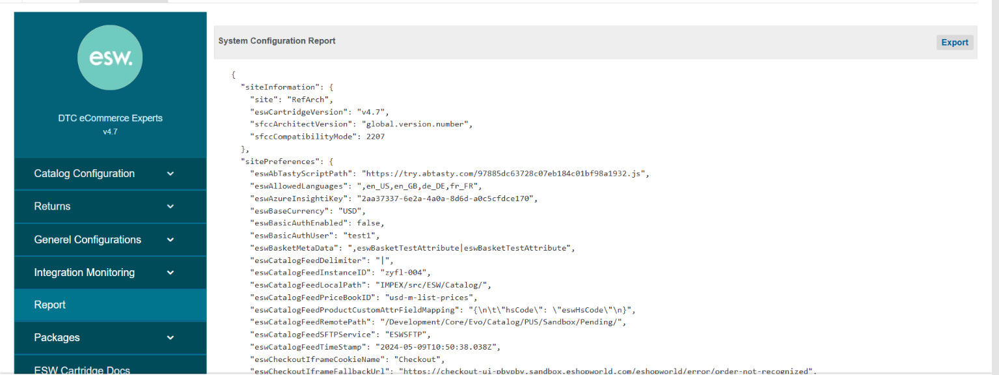 esw.
DTC eCommerce Experts
v4.7
Catalog Configuration
Returns
Generel Configurations
Integration Monitoring
Report
Packages
ESW Cartridge Docs
System Configuration Report
Export
{
"siteInformation": {
"site": "RefArch",
"eswCartridgeVersion": "v4.7",
"sfccArchitectVersion": "global.version.number",
"sfccCompatibilityMode": 2207
},
"sitePreferences": {
"eswAbTastyScriptPath": "https://try.abtasty.com/97885dc63728c07eb184c01bf98a1932.js",
"eswAllowedLanguages": ",en_US,en_GB,de_DE,fr_FR",
"eswAzureInsightiKey": "2aa37337-6e2a-4a0a-8d6d-a0c5cfdce170",
"eswBaseCurrency": "USD",
"eswBasicAuthEnabled": false,
"eswBasicAuthUser": "test1",
"eswBasketMetaData": ",eswBasketTestAttribute|eswBasketTestAttribute",
"eswCatalogFeedDelimiter": "|",
"eswCatalogFeedInstanceID": "zyfl-004",
"eswCatalogFeedLocalPath": "IMPEX/src/ESW/Catalog/",
"eswCatalogFeedPriceBookID": "usd-m-list-prices",
"eswCatalogFeedProductCustomAttrFieldMapping": "{\n\t\"hsCode\": \"eswHsCode\"\n}",
"eswCatalogFeedRemotePath": "/Development/Core/Evo/Catalog/PUS/Sandbox/Pending/",
"eswCatalogFeedSFTPService": "ESWSFTP",
"eswCatalogFeedTimeStamp": "2024-05-09T10:50:38.038Z",
"eswCheckoutIframeCookieName": "Checkout",
"eswCheckoutIframeFallbackUrl": "https://checkout-ui-pbypby.sandbox.eshopworld.com/eshopworld/error/order-not-recognized",